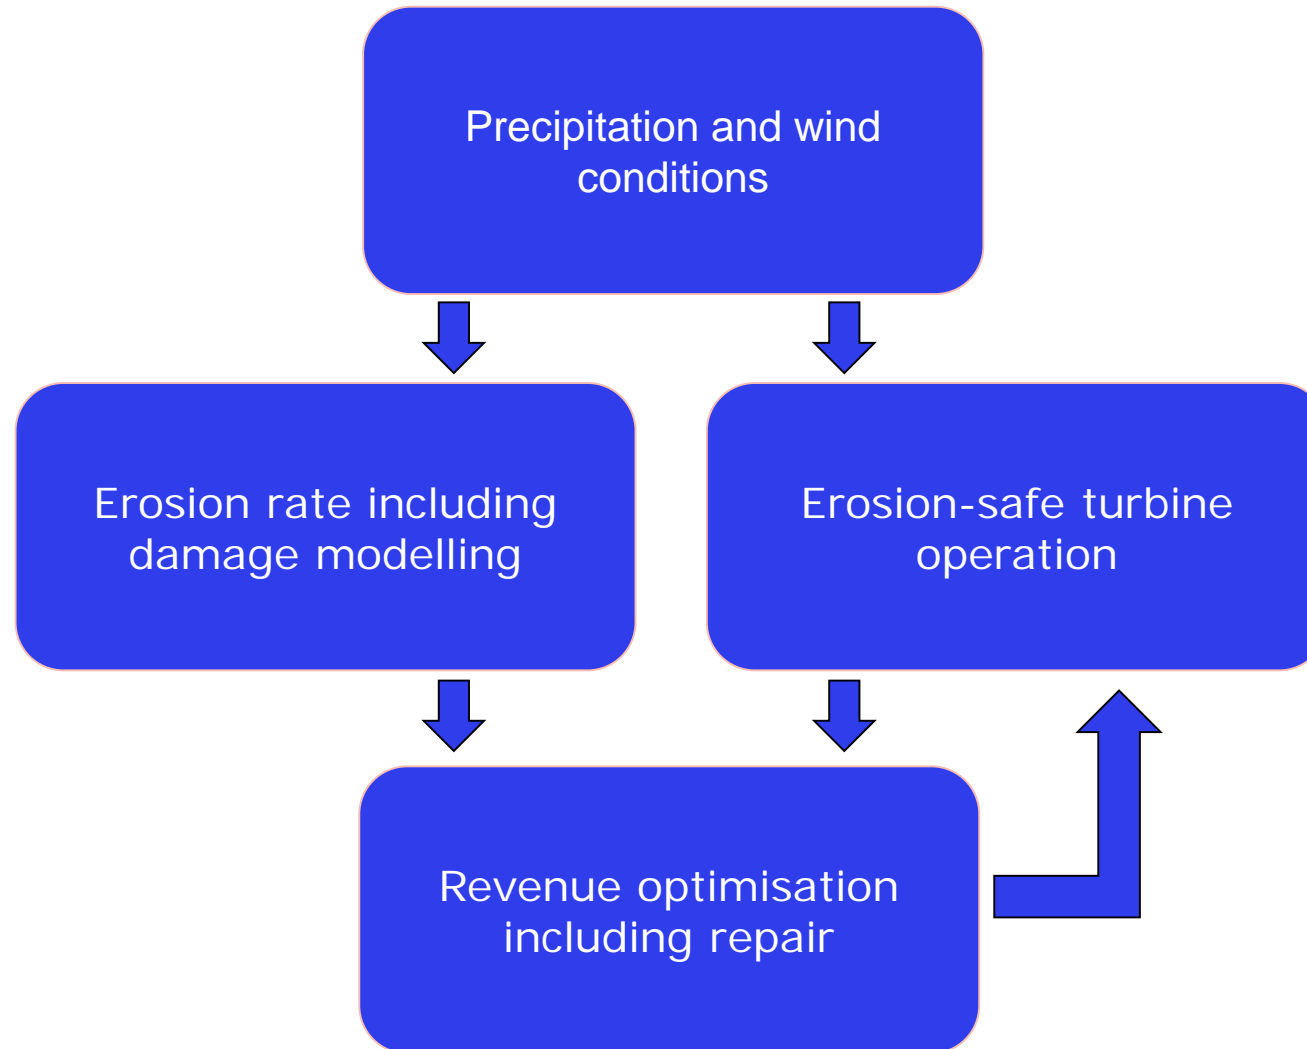 Precipitation and wind
conditions
Erosion rate including
damage modelling
Erosion-safe turbine
operation
Revenue optimisation
including repair